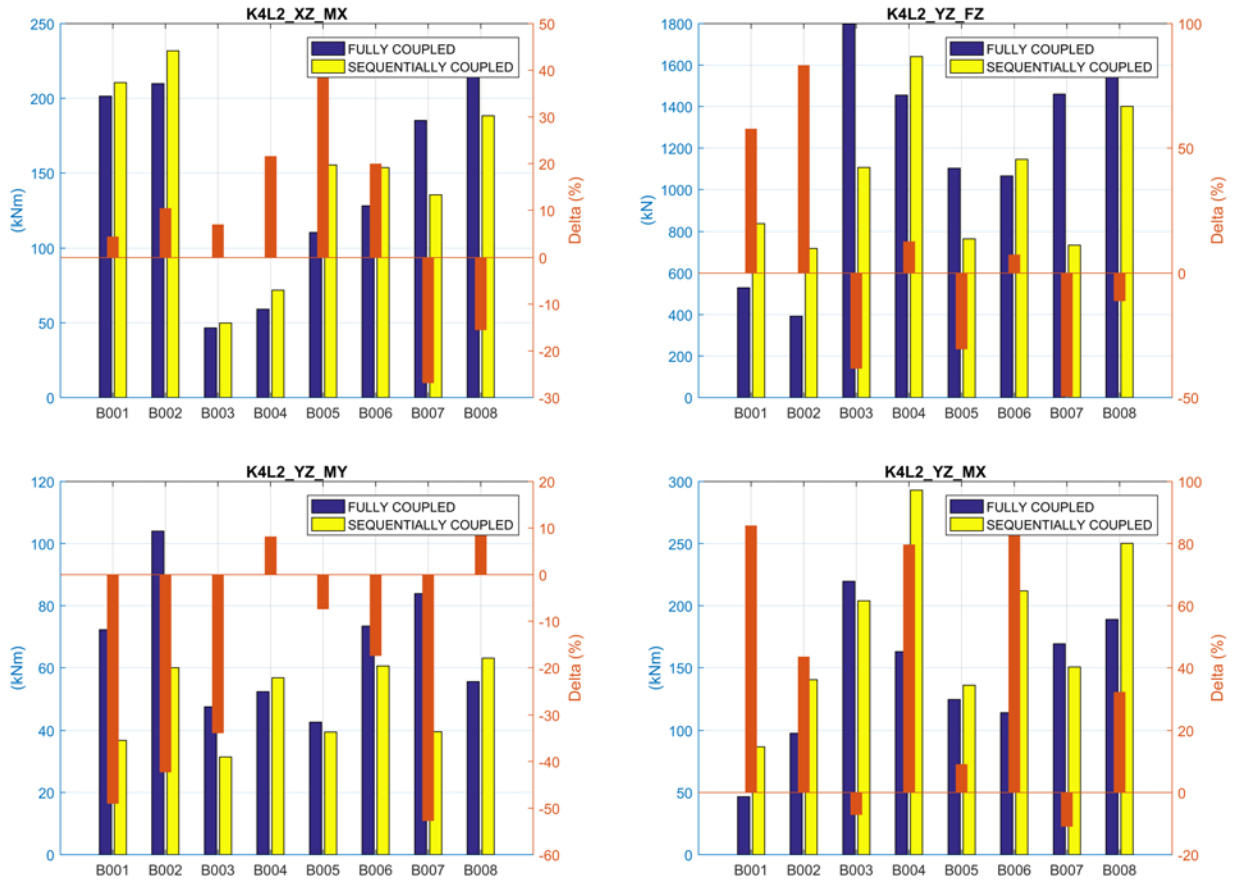 K4L2_XZ_MX
250
200
150
100
50
0
(kNm)
FULLY COUPLED
SEQUENTIALLY COUPLED
50
40
30
20
10
0
-10
-20
-30
Delta (%)
B001 B002 B003 B004 B005 B006 B007 B008
K4L2_YZ_FZ
1800
1600
1400
1200
1000
800
600
400
200
0
(kN)
FULLY COUPLED
SEQUENTIALLY COUPLED
100
50
0
-50
Delta (%)
B001 B002 B003 B004 B005 B006 B007 B008
K4L2_YZ_MY
120
100
80
60
40
20
0
(kNm)
FULLY COUPLED
SEQUENTIALLY COUPLED
20
10
0
-10
-20
-30
-40
-50
-60
Delta (%)
B001 B002 B003 B004 B005 B006 B007 B008
K4L2_YZ_MX
300
250
200
150
100
50
0
(kNm)
FULLY COUPLED
SEQUENTIALLY COUPLED
100
80
60
40
20
0
-20
Delta (%)
B001 B002 B003 B004 B005 B006 B007 B008